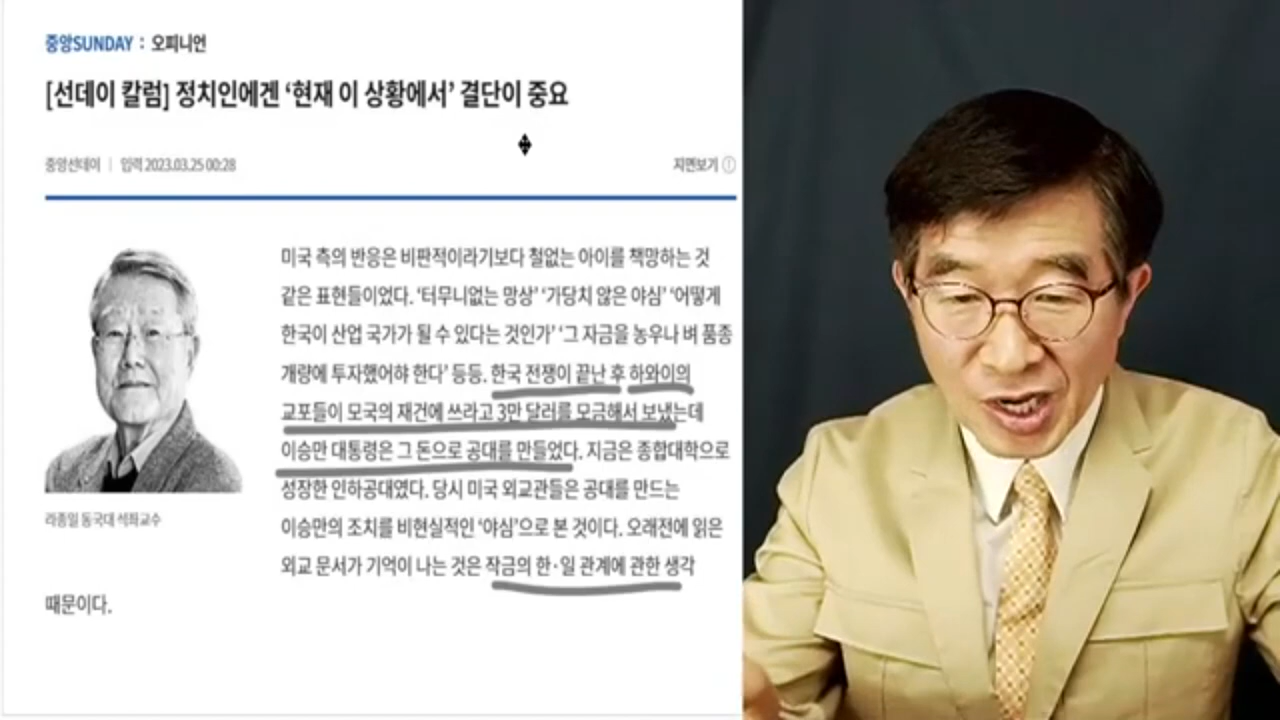 중앙SUNDAY : 오피니언
[선데이 칼럼] 정치인에겐 ‘현재 이 상황에서’ 결단이 중요
중앙선데이 | 입력 2023.03.25 00:28
지면보기
미국 측의 반응은 비판적이라기보다 철없는 아이를 책망하는 것
같은 표현들이었다. ‘터무니없는 망상’ ‘가당치 않은 야심’ ‘어떻게
한국이 산업 국가가 될 수 있다는 것인가’ ‘그 자금을 농우나 벼 품종
개량에 투자했어햐 한다’ 등등. 한국 전쟁이 끝난 후 하와이의
교포들이 모국의 재건에 쓰라고 3만 달러를 모금해서 보냈는데
이승만 대통령은 그 돈으로 공대를 만들었다. 지금은 종합대학으로
성장한 인하공대였다. 당시 미국 외교관들은 공대를 만드는
이승만의 조치를 비현실적인 ‘야심’으로 본 것이다. 오래전에 읽은
외교 문서가 기억이 나는 것은 작금의 한·일 관계에 관한 생각
때문이다.
라종일 동국대 석좌교수